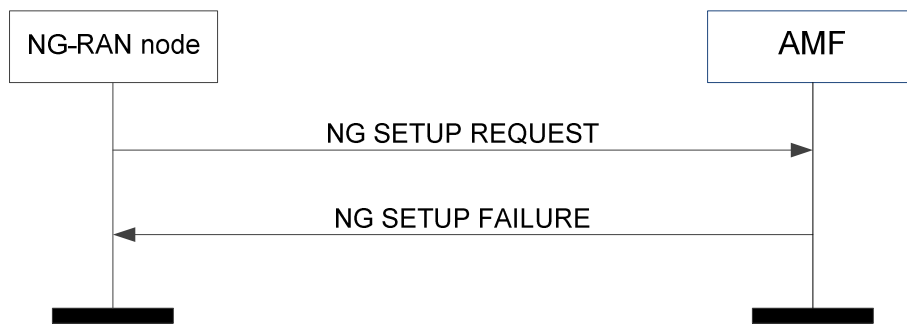 NG-RAN node
AMF
NG SETUP REQUEST
NG SETUP FAILURE